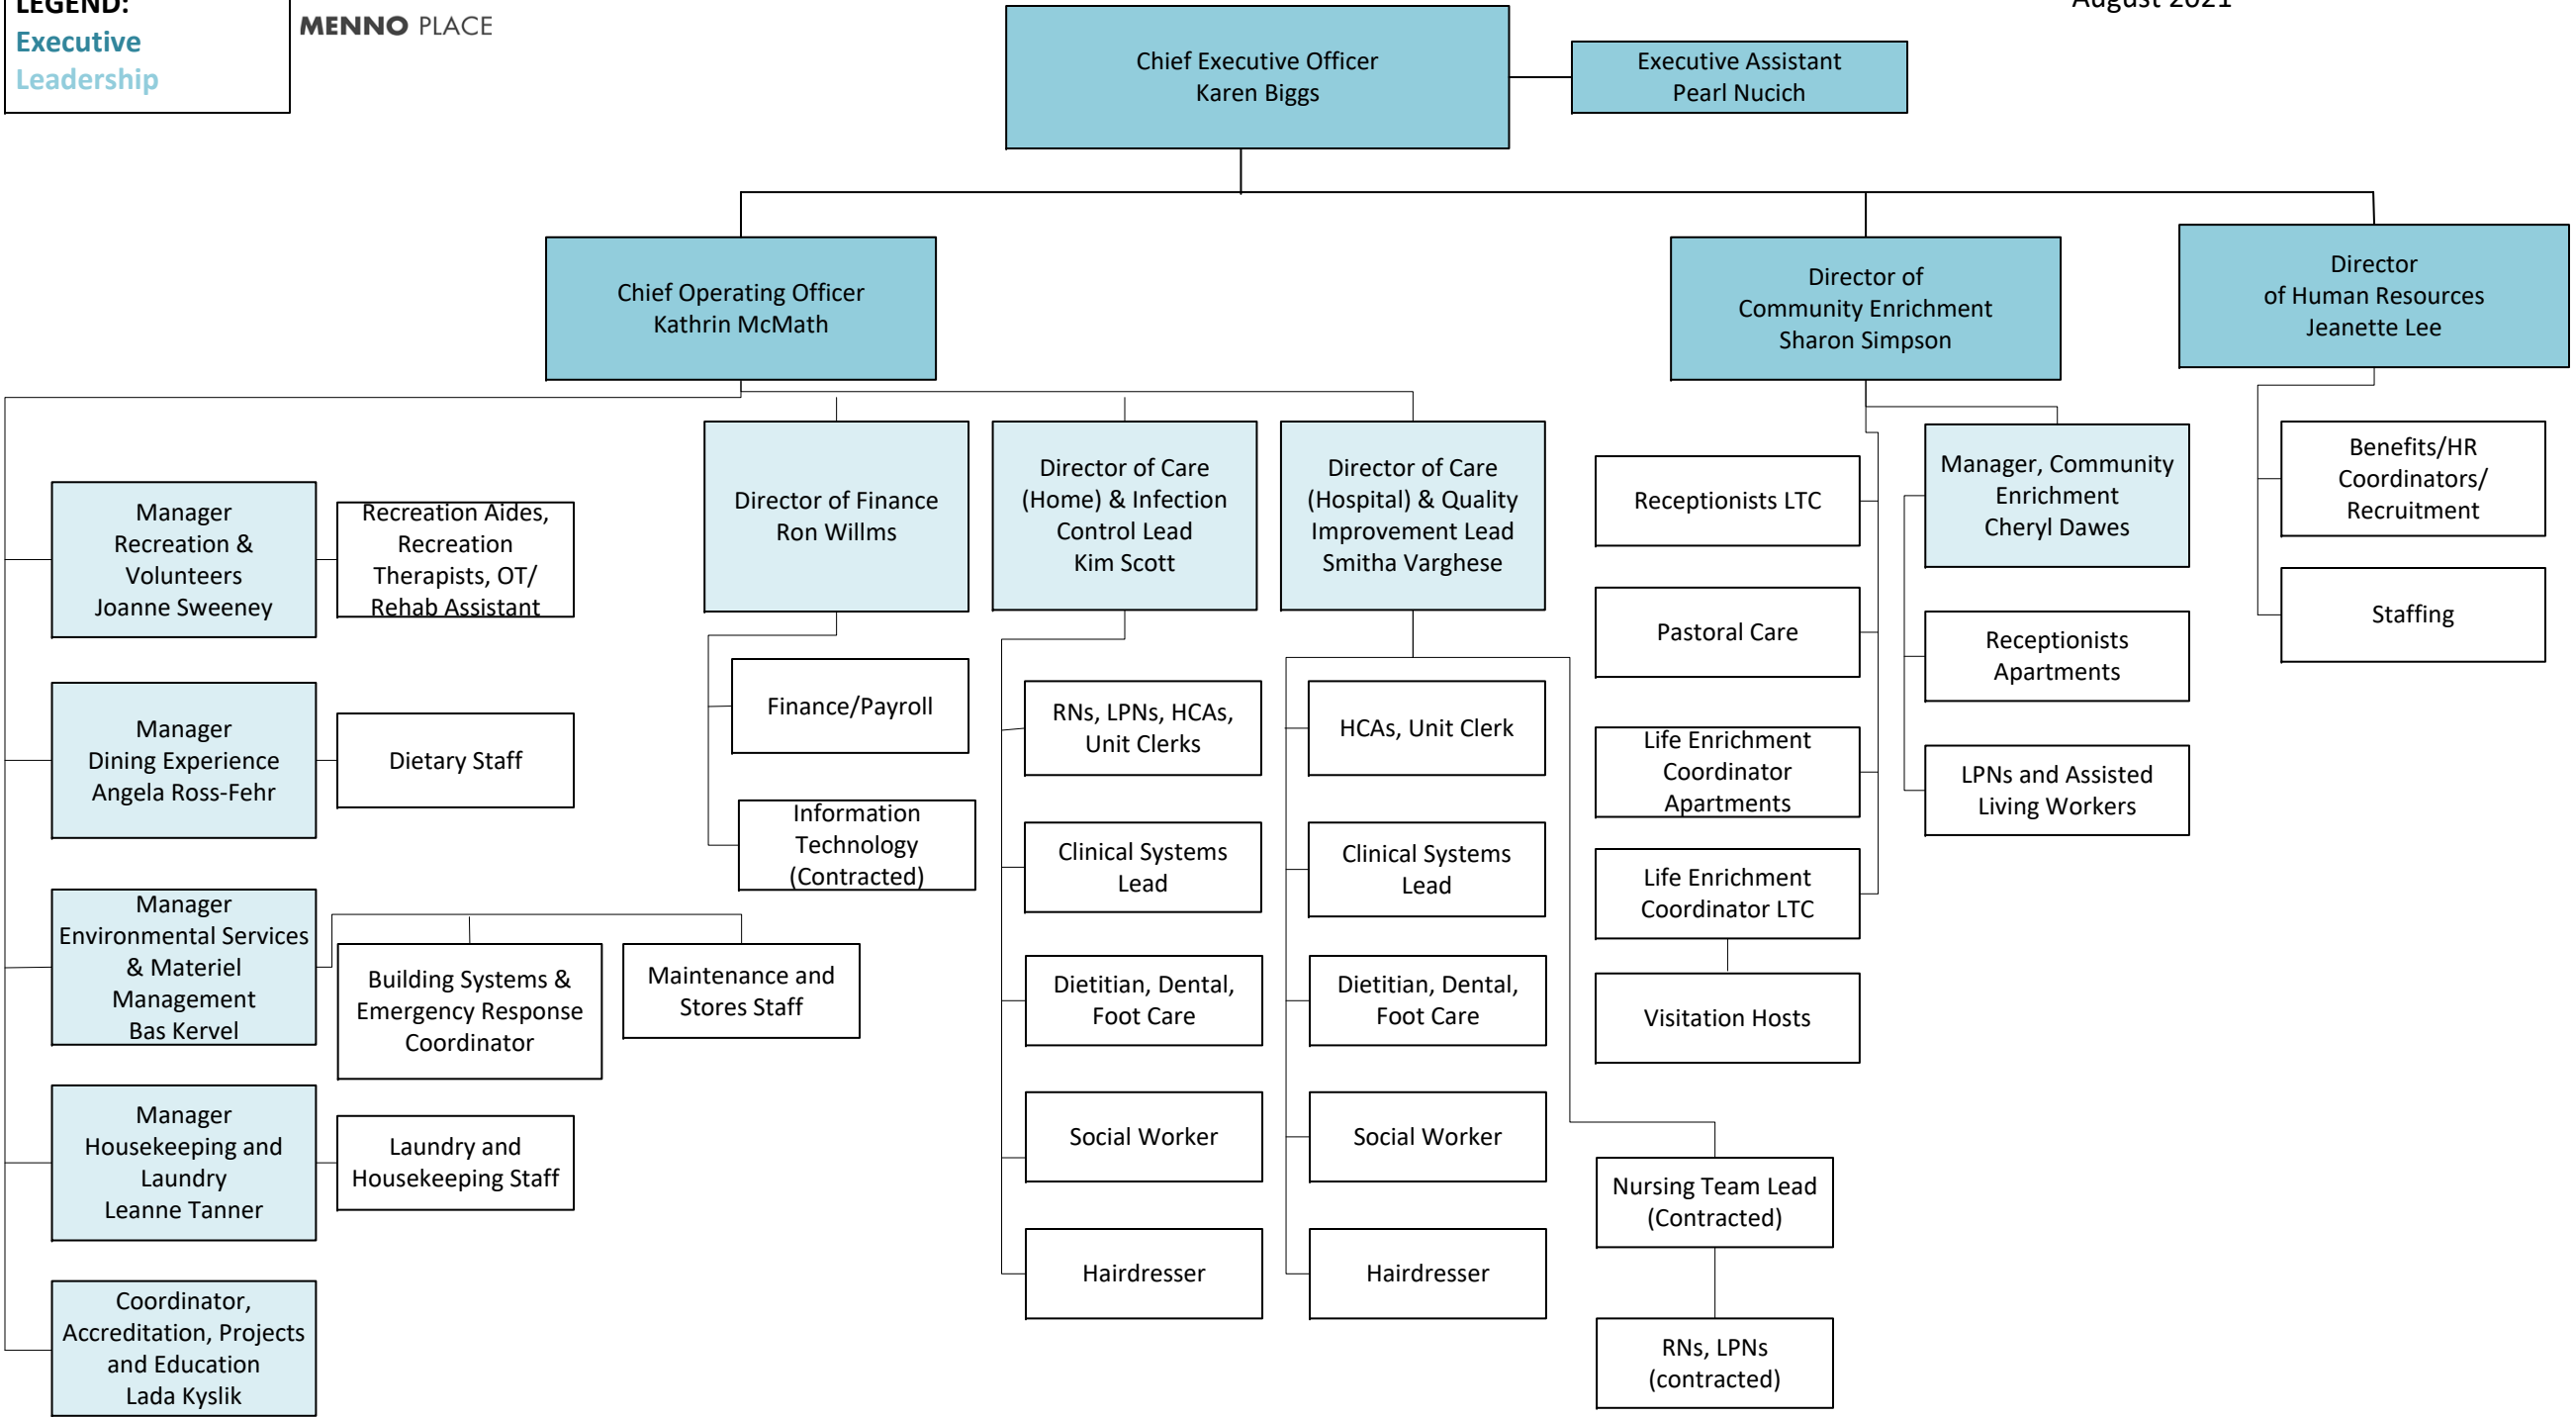 LEGEND:
Executive
Leadership
MENNO PLACE
August 2021
Chief Executive Officer
Karen Biggs
Executive Assistant
Pearl Nucich
Chief Operating Officer
Kathrin McMath
Director of
Community Enrichment
Sharon Simpson
Director
of Human Resources
Jeanette Lee
Manager
Recreation &
Volunteers
Joanne Sweeney
Recreation Aides,
Recreation
Therapists, OT/
Rehab Assistant
Manager
Dining Experience
Angela Ross-Fehr
Dietary Staff
Manager
Environmental Services
& Materiel
Management
Bas Kervel
Building Systems &
Emergency Response
Coordinator
Maintenance and
Stores Staff
Manager
Housekeeping and
Laundry
Leanne Tanner
Laundry and
Housekeeping Staff
Coordinator,
Accreditation, Projects
and Education
Lada Kyslik
Director of Finance
Ron Willms
Finance/Payroll
Information
Technology
(Contracted)
Director of Care
(Home) & Infection
Control Lead
Kim Scott
RNs, LPNs, HCAs,
Unit Clerks
Clinical Systems
Lead
Dietitian, Dental,
Foot Care
Social Worker
Hairdresser
Director of Care
(Hospital) & Quality
Improvement Lead
Smitha Varghese
HCAs, Unit Clerk
Clinical Systems
Lead
Dietitian, Dental,
Foot Care
Social Worker
Hairdresser
Nursing Team Lead
(Contracted)
RNs, LPNs
(contracted)
Receptionists LTC
Pastoral Care
Life Enrichment
Coordinator
Apartments
Life Enrichment
Coordinator LTC
Visitation Hosts
Manager, Community
Enrichment
Cheryl Dawes
Receptionists
Apartments
LPNs and Assisted
Living Workers
Benefits/HR
Coordinators/
Recruitment
Staffing